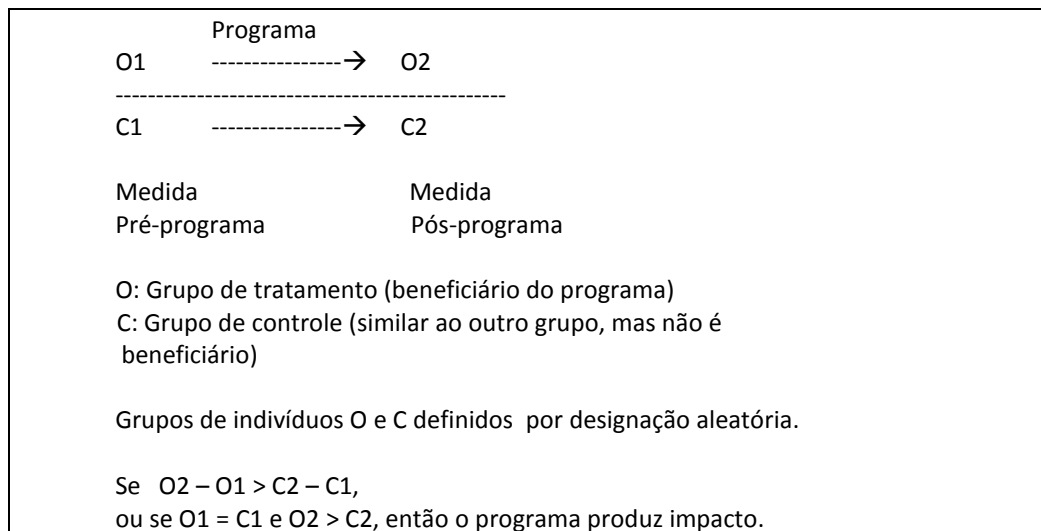 Programa
O1 ----------------→ O2
------------------------------------------------
C1 ----------------→ C2
Medida Medida
Pré-programa Pós-programa
O: Grupo de tratamento (beneficiário do programa)
C: Grupo de controle (similar ao outro grupo, mas não é
beneficiário)
Grupos de indivíduos O e C definidos por designação aleatória.
Se O2 – O1 > C2 – C1,
ou se O1 = C1 e O2 > C2, então o programa produz impacto.